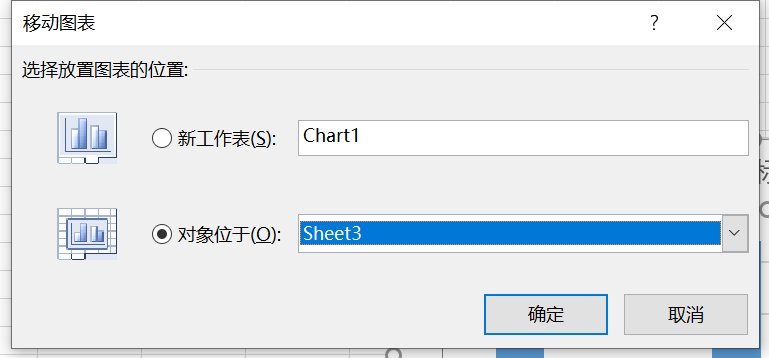 移动图表
?
选择放置图表的位置:
新工作表(S):
Chart1
对象位于(O):
Sheet3
确定
取消